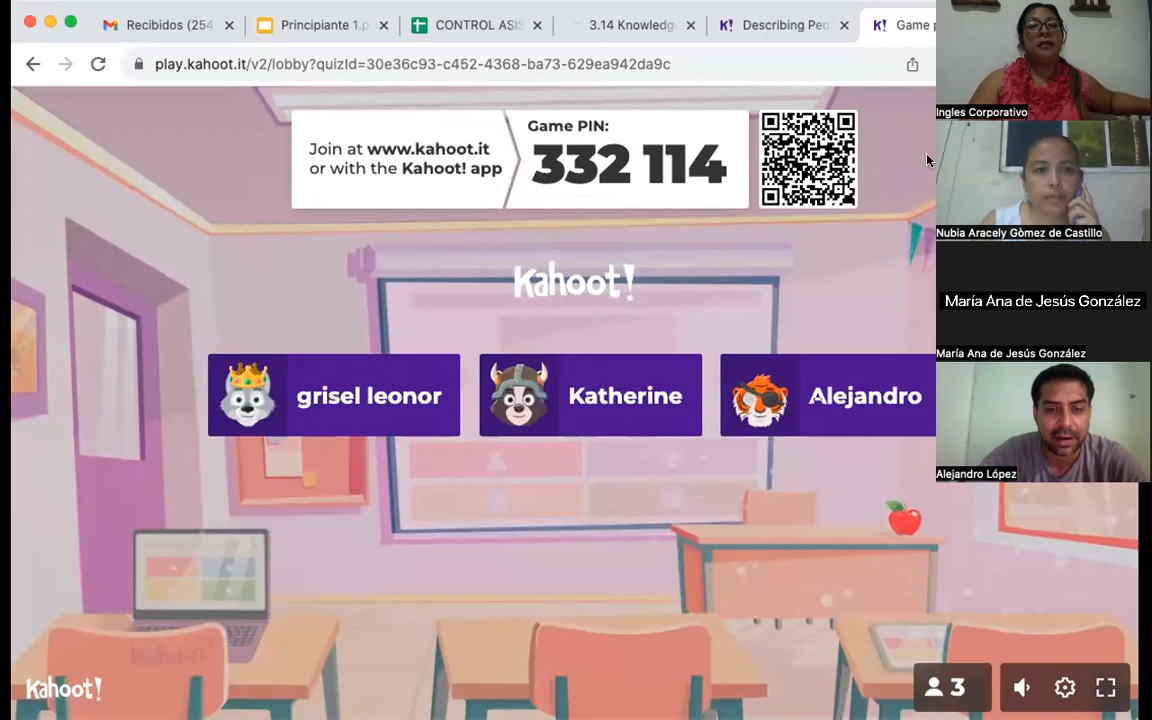 Recibidos (254
Principiante 1.p
CONTROL ASIS
3.14 Knowledg
K! Describing Peo
K! Game p
play.kahoot.it/v2/lobby?quizId=30e36c93-c452-4368-ba73-629ea942da9c
Join at www.kahoot.it
or with the Kahoot! app
Game PIN:
332 114
Kahoot!
grisel leonor
Katherine
Alejandro
Ingles Corporativo
Nubia Aracely Gòmez de Castillo
María Ana de Jesús González
María Ana de Jesús González
Alejandro López
Kahoot!
Kahoot!
3